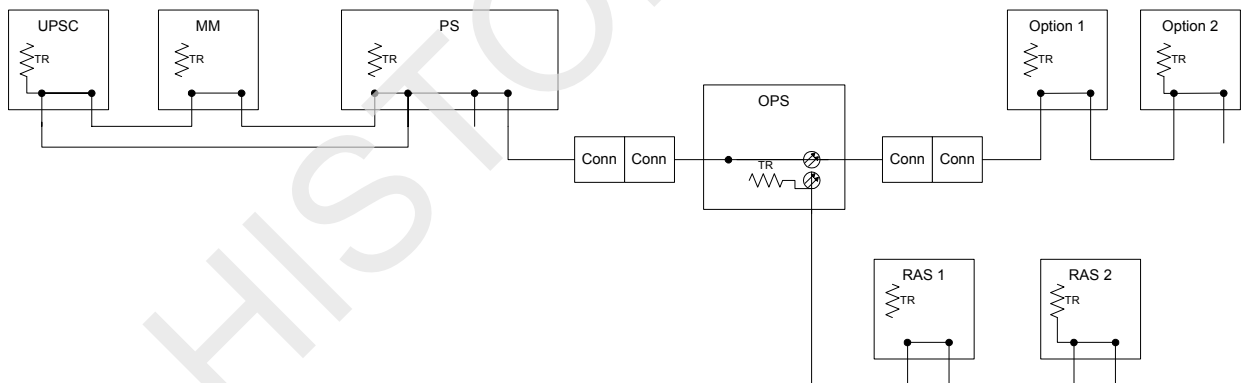 UPSC
TR
MM
TR
PS
TR
Option 1
TR
Option 2
TR
OPS
TR
Conn Conn
Conn Conn
RAS 1
TR
RAS 2
TR
HISTO